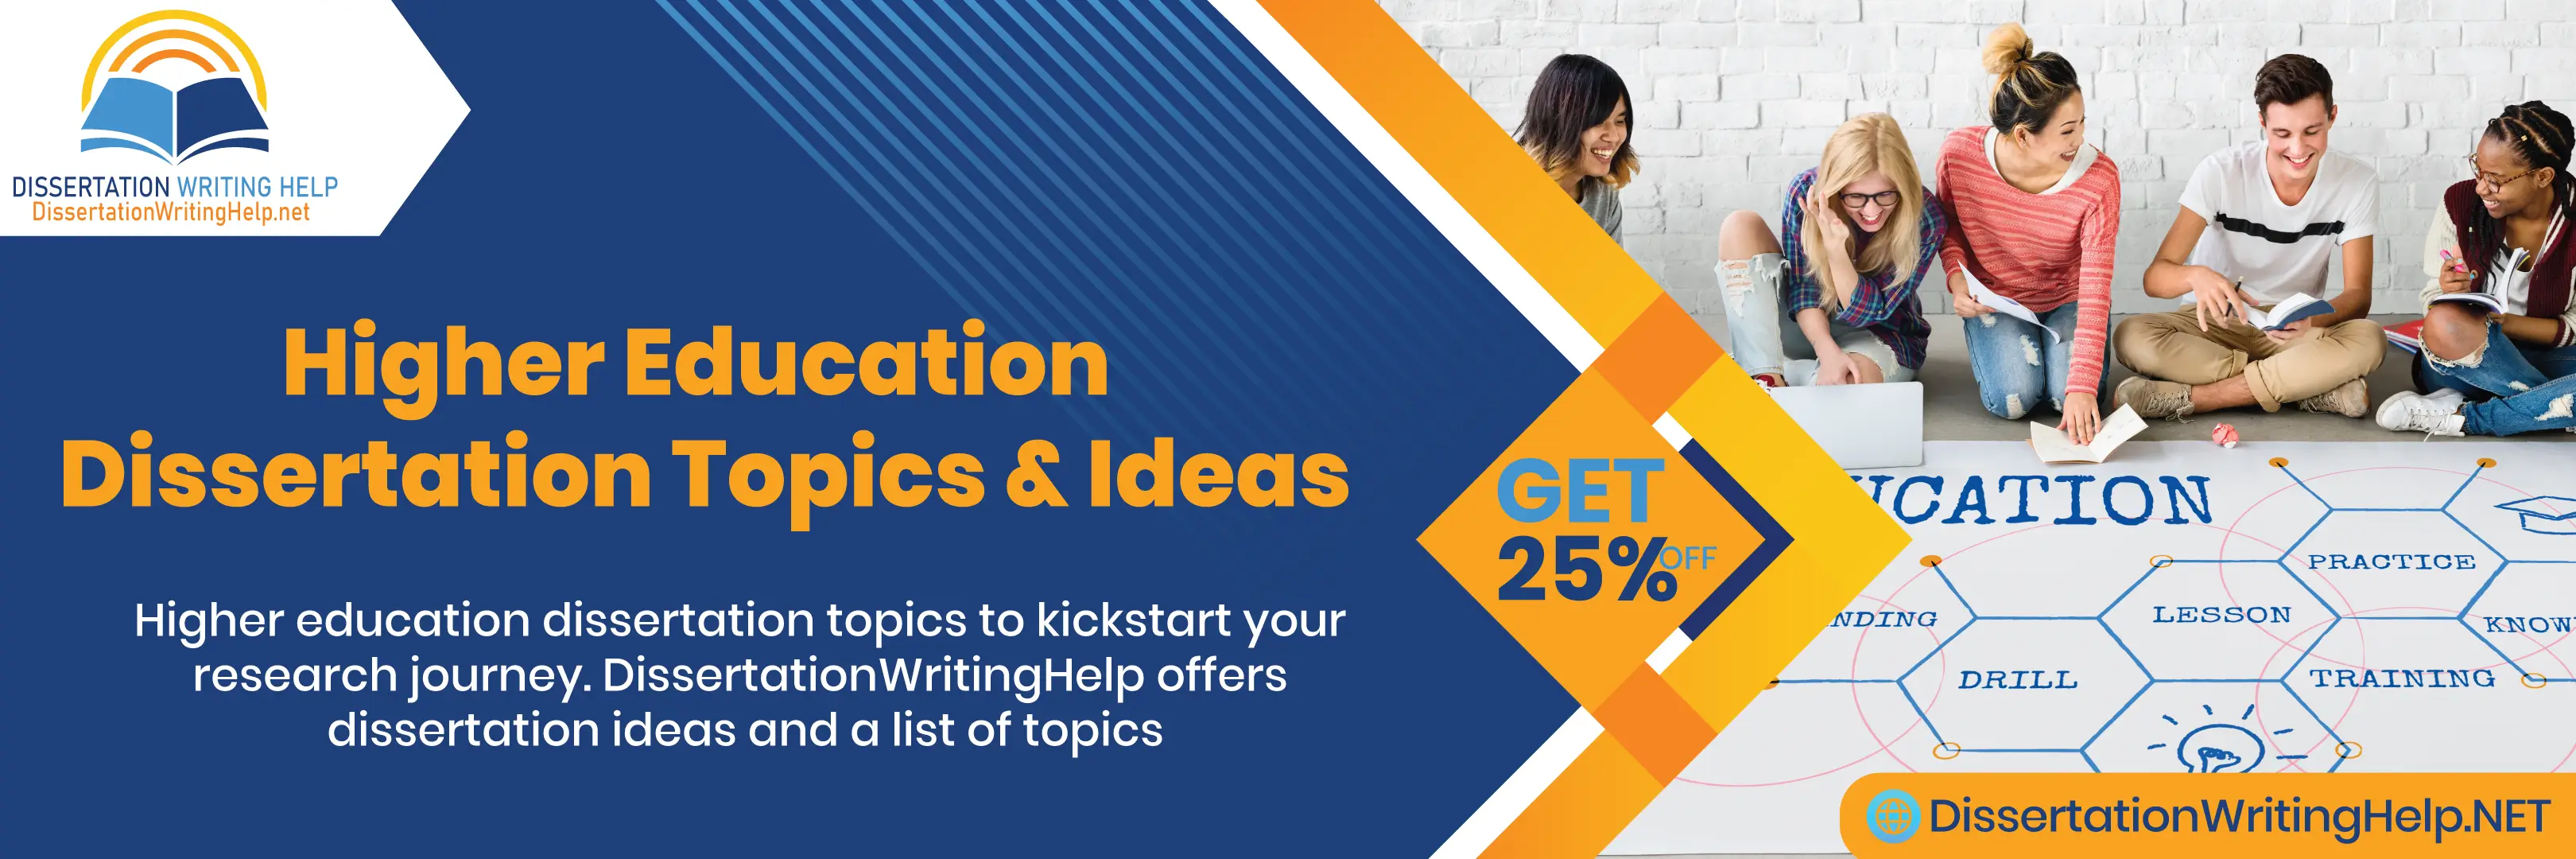 DISSERTATION WRITING HELP
DissertationWritingHelp.net
Higher Education
Dissertation Topics & Ideas
Higher education dissertation topics to kickstart your
research journey. DissertationWritingHelp offers
dissertation ideas and a list of topics
GET
25% OFF
UCATION
PRACTICE
LESSON
NDING
KNOW
DRILL
TRAINING
DissertationWritingHelp.NET